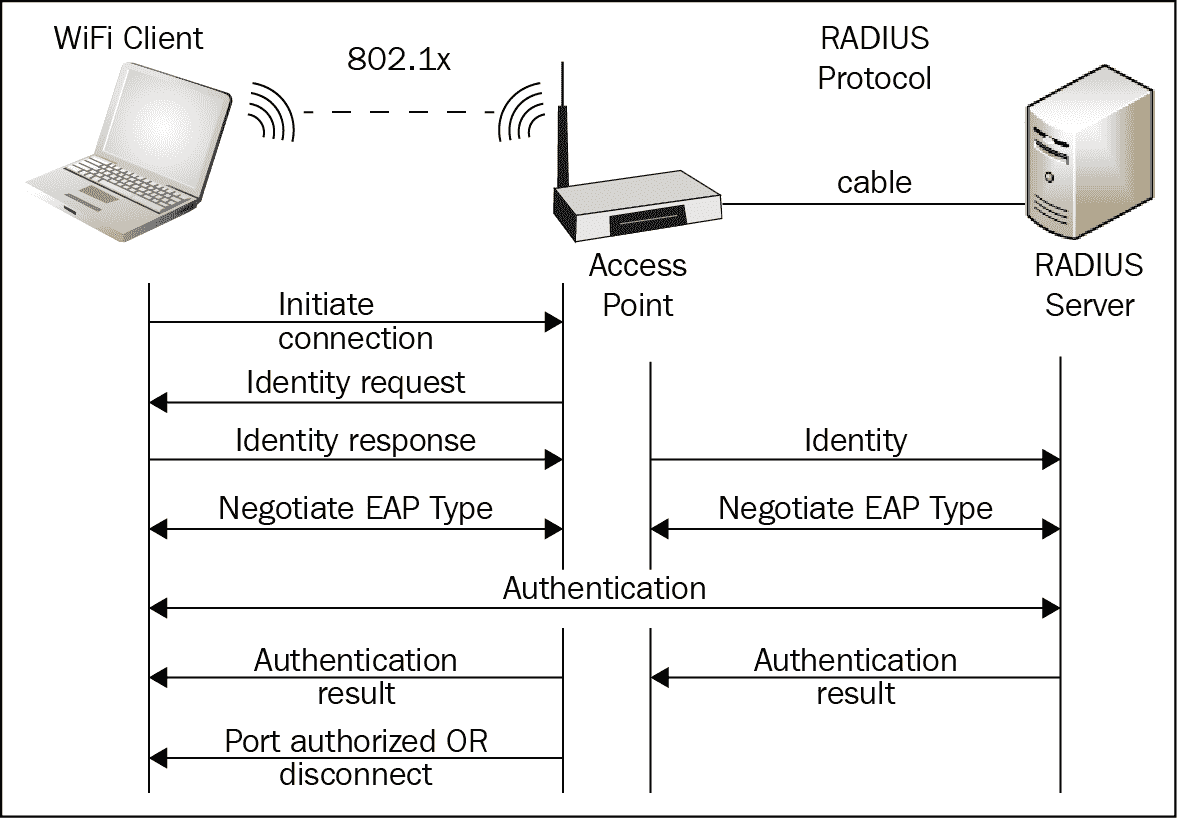 WiFi Client
802.1x
RADIUS
Protocol
cable
Access
Point
RADIUS
Server
Initiate
connection
Identity request
Identity response
Identity
Negotiate EAP Type
Negotiate EAP Type
Authentication
Authentication
result
Authentication
result
Port authorized OR
disconnect